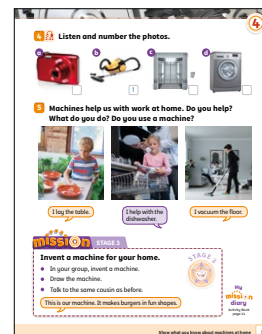 4
4 Listen and number the photos.
a b c d
1
5 Machines help us with work at home. Do you help?
What do you do? Do you use a machine?
I lay the table.
I help with the
dishwasher.
I vacuum the floor.
mission STAGE 3
Invent a machine for your home.
• In your group, invent a machine.
• Draw the machine.
• Talk to the same cousin as before.
This is our machine. It makes burgers in fun shapes.
STAGE 3
My
mission
diary
Activity Book
page 51
Show what you know about machines at home